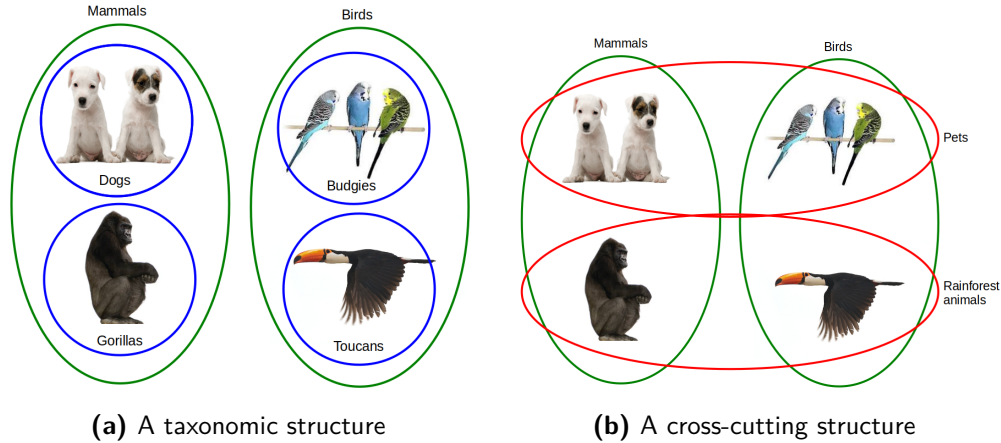 Mammals
Birds
Dogs
Budgies
Gorillas
Toucans
(a) A taxonomic structure
Mammals
Birds
Pets
Rainforest
animals
(b) A cross-cutting structure